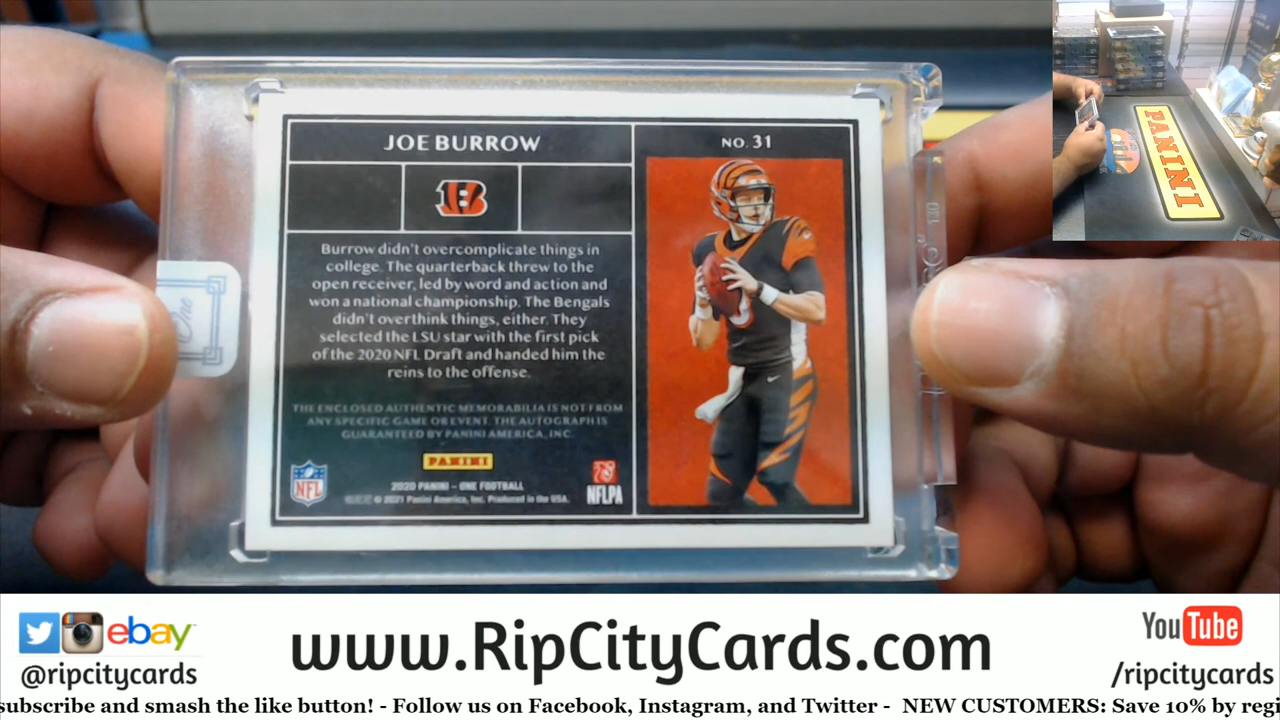 JOE BURROW
NO. 31
B
Burrow didn't overcomplicate things in
college. The quarterback threw to the
open receiver, led by word and action and
won a national championship. The Bengals
didn't overthink things, either. They
selected the LSU star with the first pick
of the 2020 NFL Draft and handed him the
reins to the offense.
THE ENCLOSED AUTHENTIC MEMORABILIA IS NOT FROM
ANY SPECIFIC GAME OR EVENT. THE AUTOGRAPH IS
GUARANTEED BY PANINI AMERICA, INC.
PANINI
NFL
2020 PANINI – ONE FOOTBALL
© 2021 Panini America, Inc. Produced in the USA.
NFLPA
One
130
PANINI
ebay
@ripcitycards
www.RipCityCards.com
YouTube
/ripcitycards
subscribe and smash the like button! - Follow us on Facebook, Instagram, and Twitter - NEW CUSTOMERS: Save 10% by regi